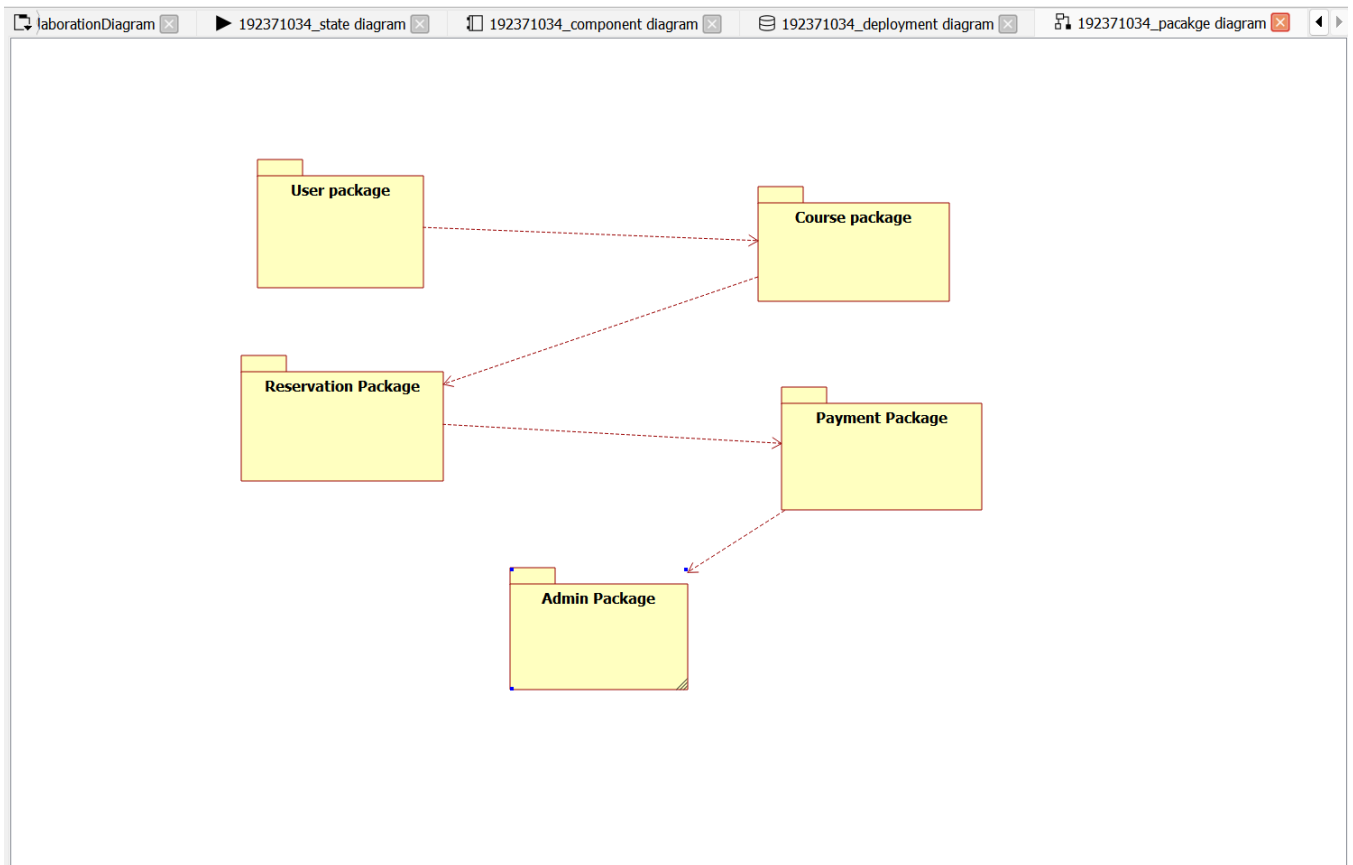 laborationDiagram
192371034_state diagram
192371034_component diagram
192371034_deployment diagram
192371034_pacakge diagram
User package
Course package
Reservation Package
Payment Package
Admin Package